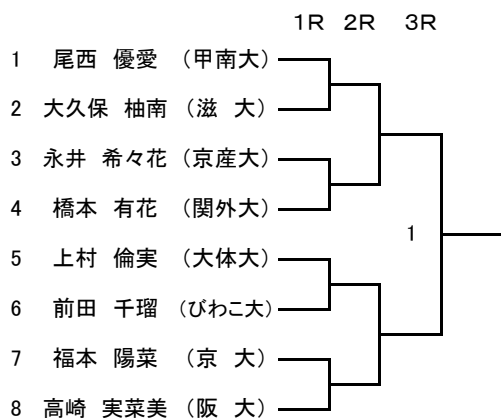 1R 2R 3R
1 尾西 優愛 (甲南大)
2 大久保 柚南 (滋 大)
3 永井 希々花 (京産大)
4 橋本 有花 (関外大)
1
5 上村 倫実 (大体大)
6 前田 千瑠 (びわこ大)
7 福本 陽菜 (京 大)
8 高崎 実菜美 (阪 大)